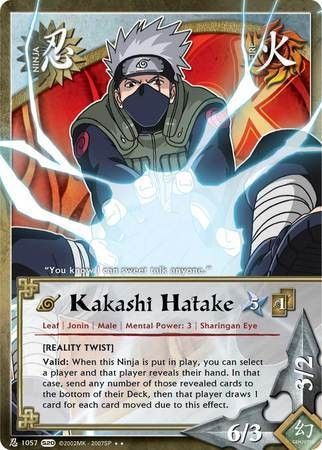 忍
NINJA
火
FIRE
"You know I can sweet talk anyone."
Kakashi Hatake 5 1
Leaf | Jonin | Male | Mental Power: 3 | Sharingan Eye
[REALITY TWIST]
Valid: When this Ninja is put in play, you can select
a player and that player reveals their hand. In that
case, send any number of those revealed cards to
the bottom of their Deck, then that player draws 1
card for each card moved due to this effect.
3/2
6/3
幻
GENJUTSU
忍 1057 S20 ©2002MK - 2007SP